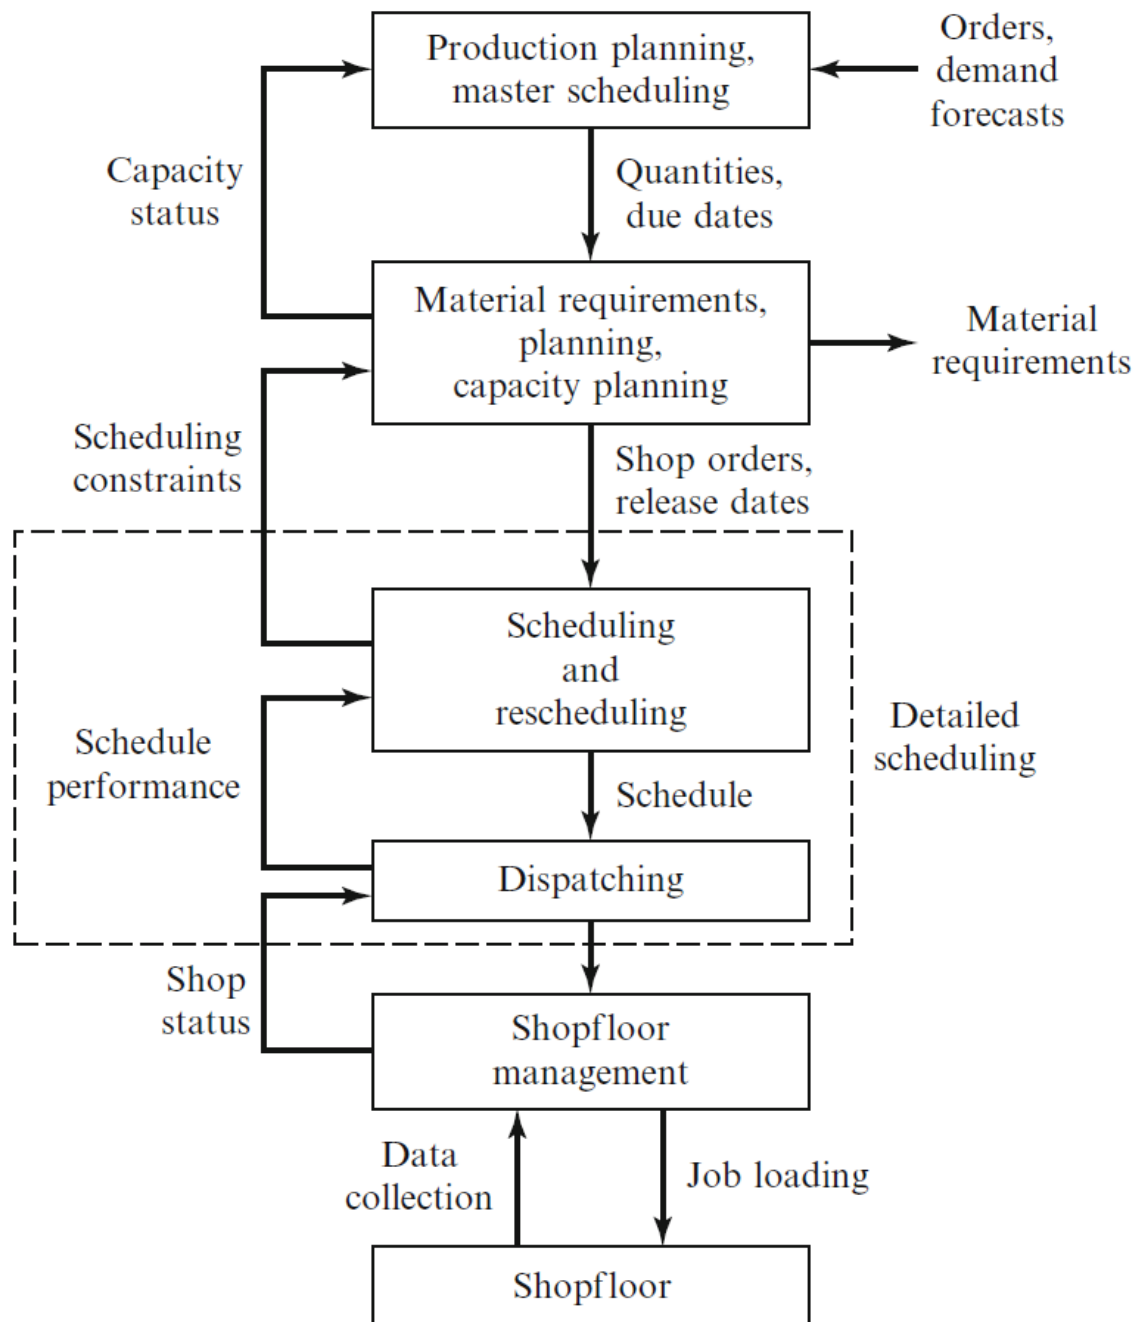 Production planning,
master scheduling
Orders,
demand
forecasts
Capacity
status
Quantities,
due dates
Material requirements,
planning,
capacity planning
Material
requirements
Scheduling
constraints
Shop orders,
release dates
Scheduling
and
rescheduling
Schedule
performance
Detailed
scheduling
Schedule
Dispatching
Shop
status
Shopfloor
management
Data
collection
Job loading
Shopfloor